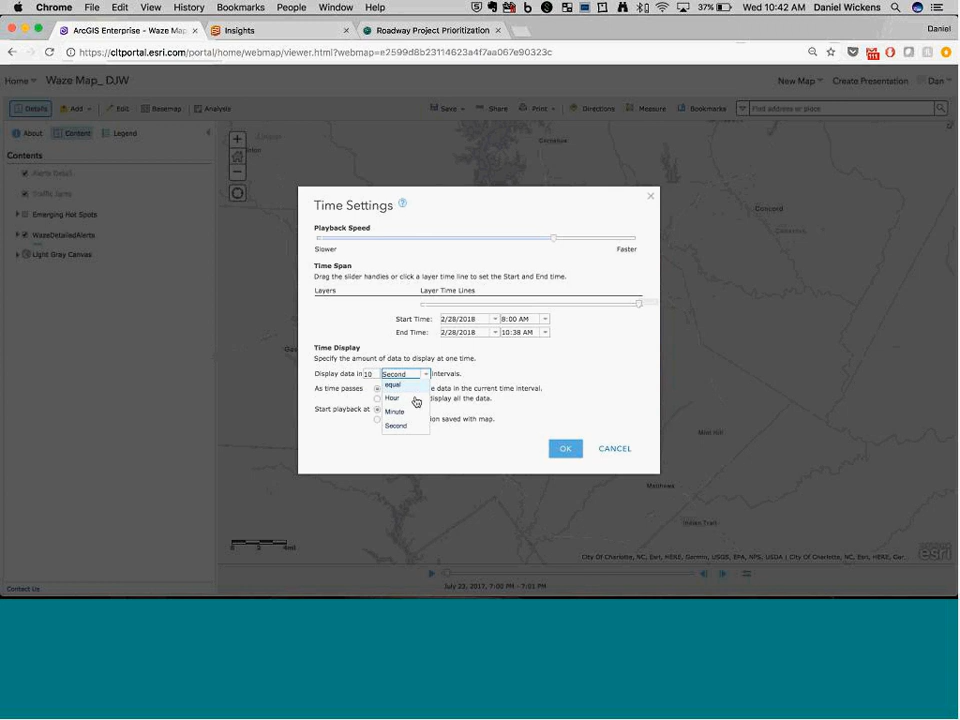 Chrome File Edit View History Bookmarks People Window Help 37% Wed 10:42 AM Daniel Wickens
ArcGIS Enterprise - Waze Map Insights Roadway Project Prioritization Daniel
https://cltportal.esri.com/portal/home/webmap/viewer.html?webmap=e2599d8b23114623a4f7aa067e90323c
Home Waze Map_ DJW New Map Create Presentation Dan
Details Add Edit Basemap Analysis Save Share Print Directions Measure Bookmarks Find address or place
About Content Legend
Contents
Traffic Jams
Emerging Hot Spots
WazeDetailedAlerts
Light Gray Canvas
Concord
Time Settings
Playback Speed
Slower Faster
Time Span
Drag the slider handles or click a layer time line to set the Start and End time.
Layers Layer Time Lines
Start Time: 2/28/2018 8:00 AM
End Time: 2/28/2018 10:38 AM
Time Display
Specify the amount of data to display at one time.
Display data in 10 Second intervals.
equal
As time passes e data in the current time interval.
Hour display all the data.
Start playback at
Minute
ion saved with map.
Second
OK CANCEL
Mint Hill
Matthews
Indian Trail
City Of Charlotte, NC, Esri, HERE, Garmin, USGS, EPA, NPS, USDA | City Of Charlotte, NC, Esri, HERE, Gar.
esri
July 23, 2017, 7:00 PM - 7:01 PM
Contact Us